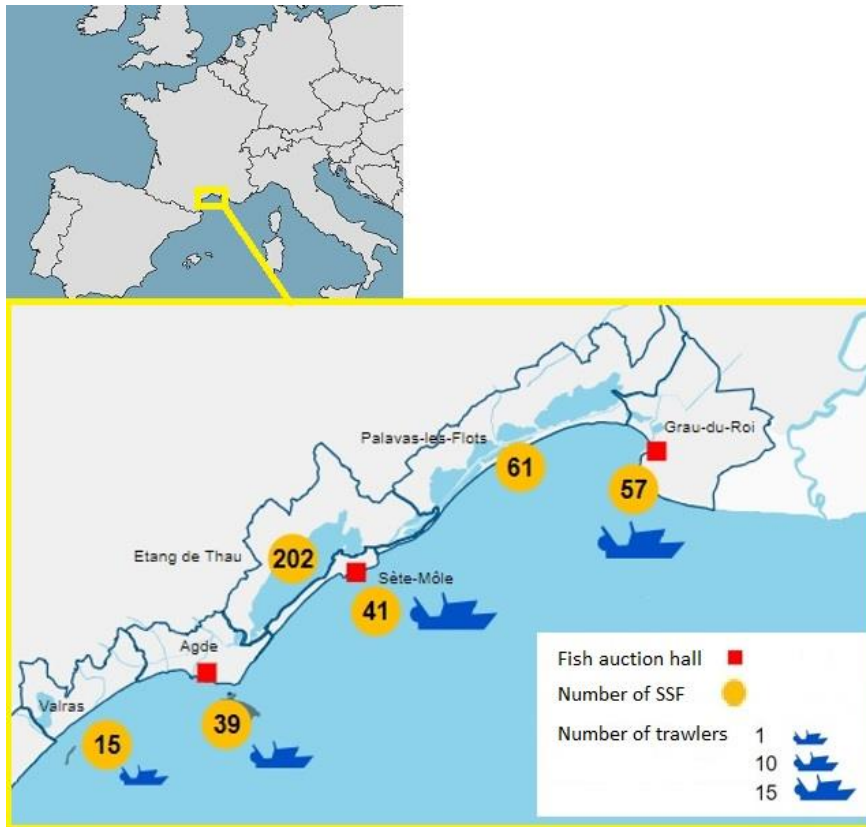 Grau-du-Roi
Palavas-les-Flots
61
57
Etang de Thau
202
Sète-Môle
41
Agde
Valras
39
15
Fish auction hall
Number of SSF
Number of trawlers
1
10
15